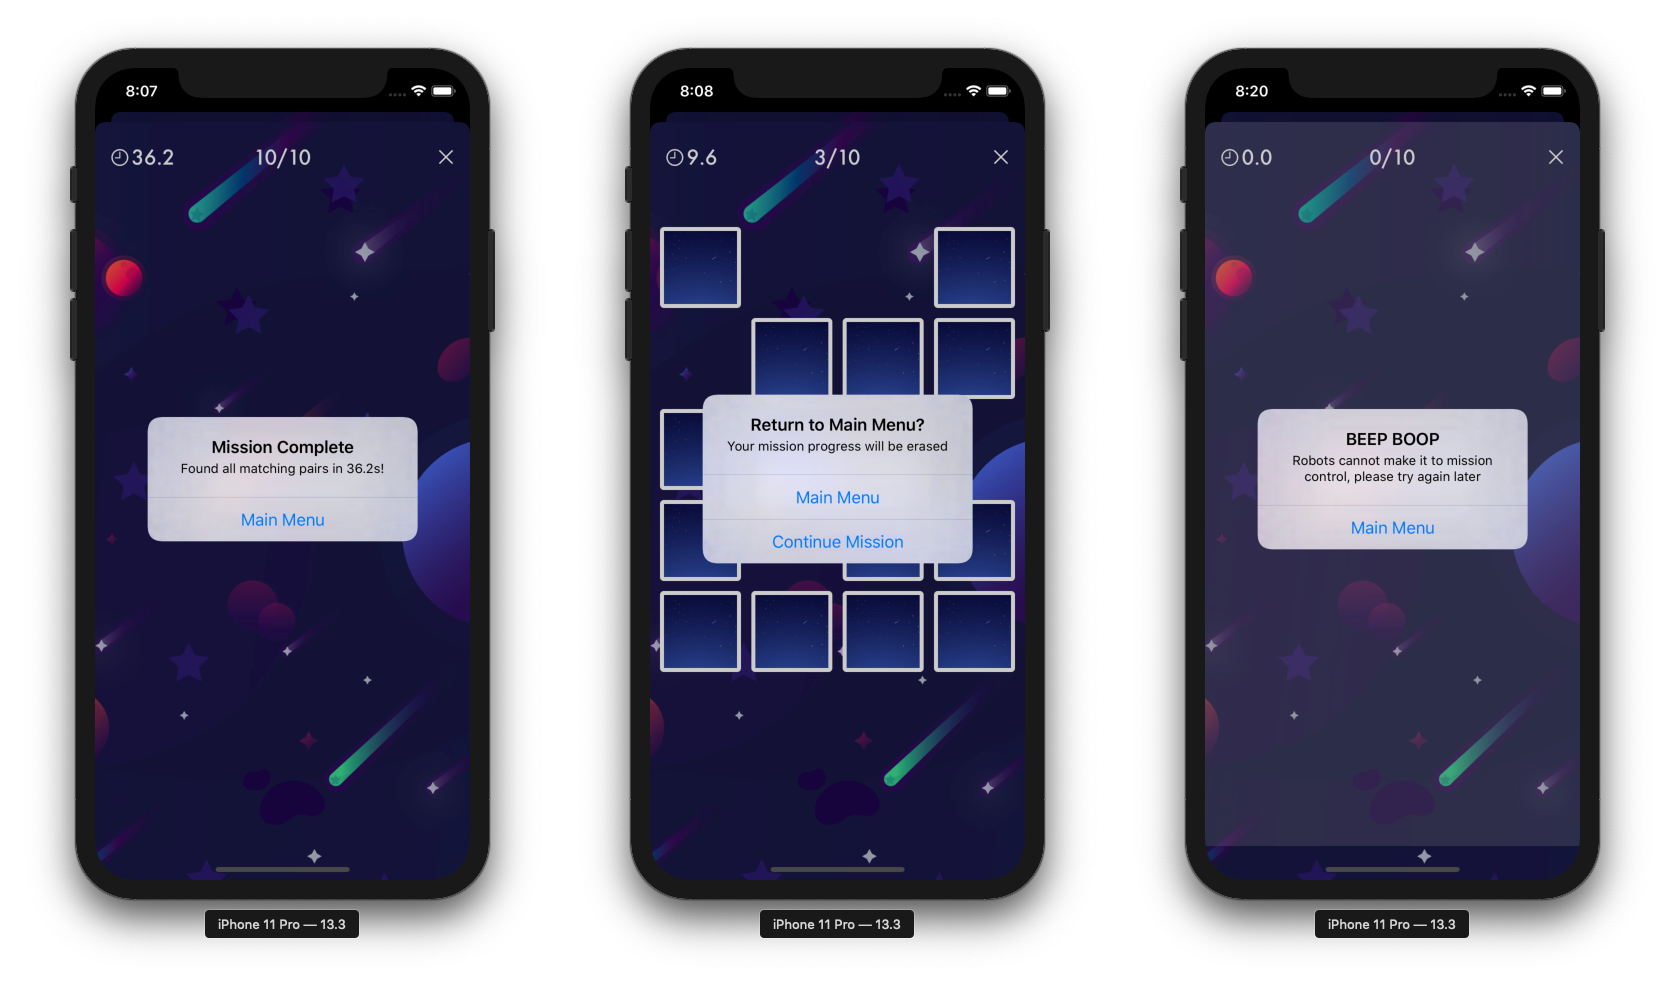 8:07
36.2
10/10
Mission Complete
Found all matching pairs in 36.2s!
Main Menu
iPhone 11 Pro — 13.3
8:08
9.6
3/10
Return to Main Menu?
Your mission progress will be erased
Main Menu
Continue Mission
iPhone 11 Pro — 13.3
8:20
0.0
0/10
BEEP BOOP
Robots cannot make it to mission
control, please try again later
Main Menu
iPhone 11 Pro — 13.3